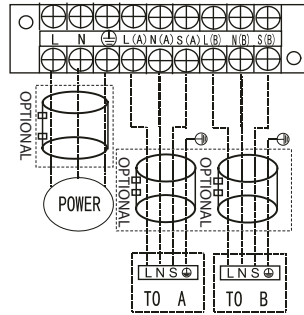 L N ⏚ L(A) N(A) S(A) L(B) N(B) S(B)
OPTIONAL
POWER
OPTIONAL
OPTIONAL
L N S ⏚
L N S ⏚
TO A
TO B